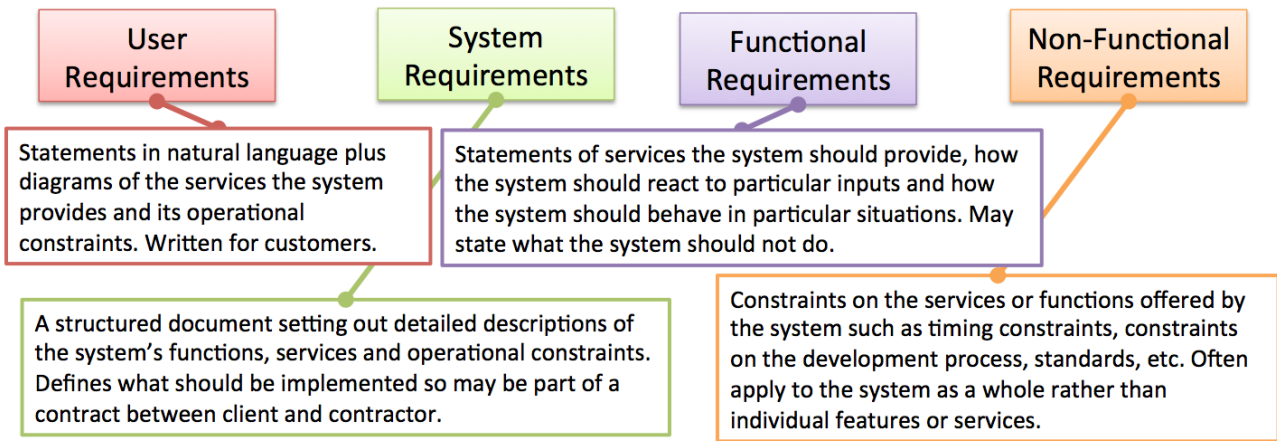 User
Requirements
System
Requirements
Functional
Requirements
Non-Functional
Requirements
Statements in natural language plus
diagrams of the services the system
provides and its operational
constraints. Written for customers.
Statements of services the system should provide, how
the system should react to particular inputs and how
the system should behave in particular situations. May
state what the system should not do.
A structured document setting out detailed descriptions of
the system’s functions, services and operational constraints.
Defines what should be implemented so may be part of a
contract between client and contractor.
Constraints on the services or functions offered by
the system such as timing constraints, constraints
on the development process, standards, etc. Often
apply to the system as a whole rather than
individual features or services.